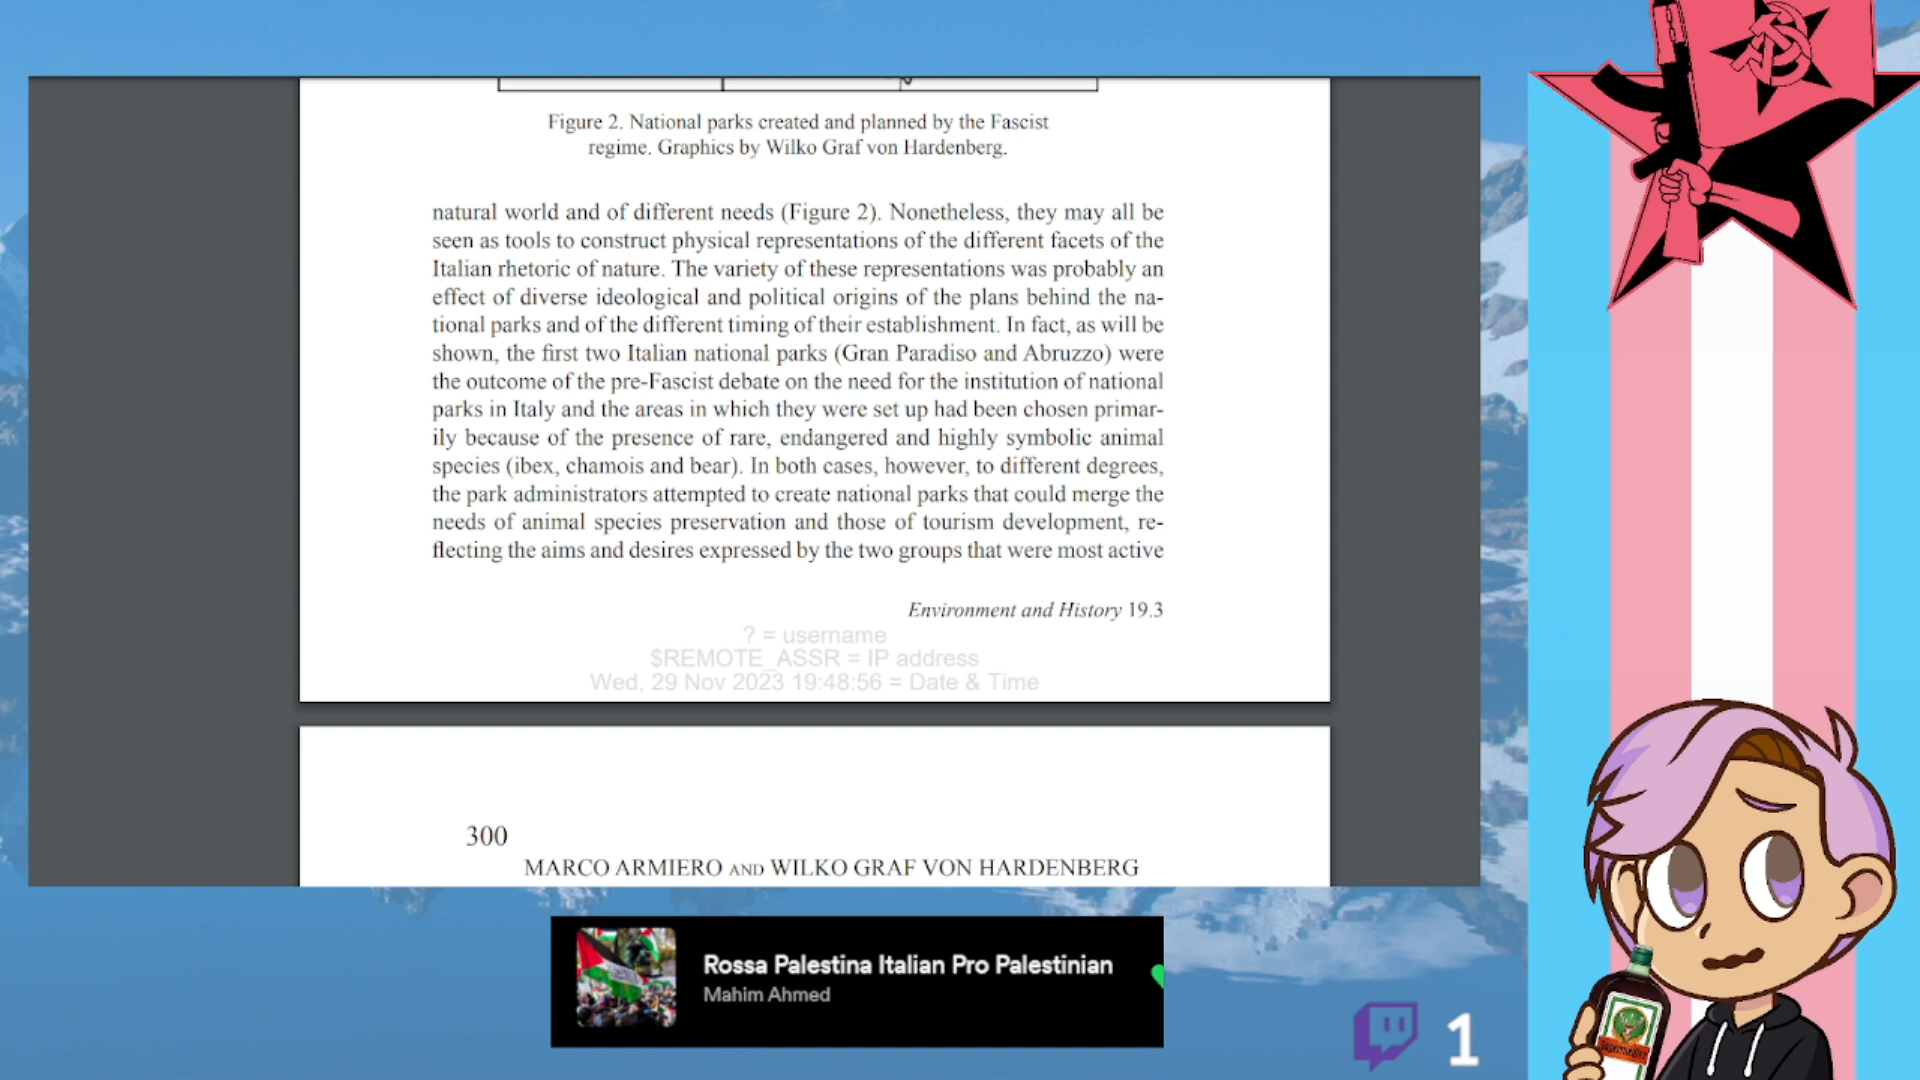 Figure 2. National parks created and planned by the Fascist
regime. Graphics by Wilko Graf von Hardenberg.
natural world and of different needs (Figure 2). Nonetheless, they may all be
seen as tools to construct physical representations of the different facets of the
Italian rhetoric of nature. The variety of these representations was probably an
effect of diverse ideological and political origins of the plans behind the na-
tional parks and of the different timing of their establishment. In fact, as will be
shown, the first two Italian national parks (Gran Paradiso and Abruzzo) were
the outcome of the pre-Fascist debate on the need for the institution of national
parks in Italy and the areas in which they were set up had been chosen primar-
ily because of the presence of rare, endangered and highly symbolic animal
species (ibex, chamois and bear). In both cases, however, to different degrees,
the park administrators attempted to create national parks that could merge the
needs of animal species preservation and those of tourism development, re-
flecting the aims and desires expressed by the two groups that were most active
Environment and History 19.3
? = username
$REMOTE_ASSR = IP address
Wed, 29 Nov 2023 19:48:56 = Date & Time
300
MARCO ARMIERO AND WILKO GRAF VON HARDENBERG
Rossa Palestina Italian Pro Palestinian
Mahim Ahmed
1